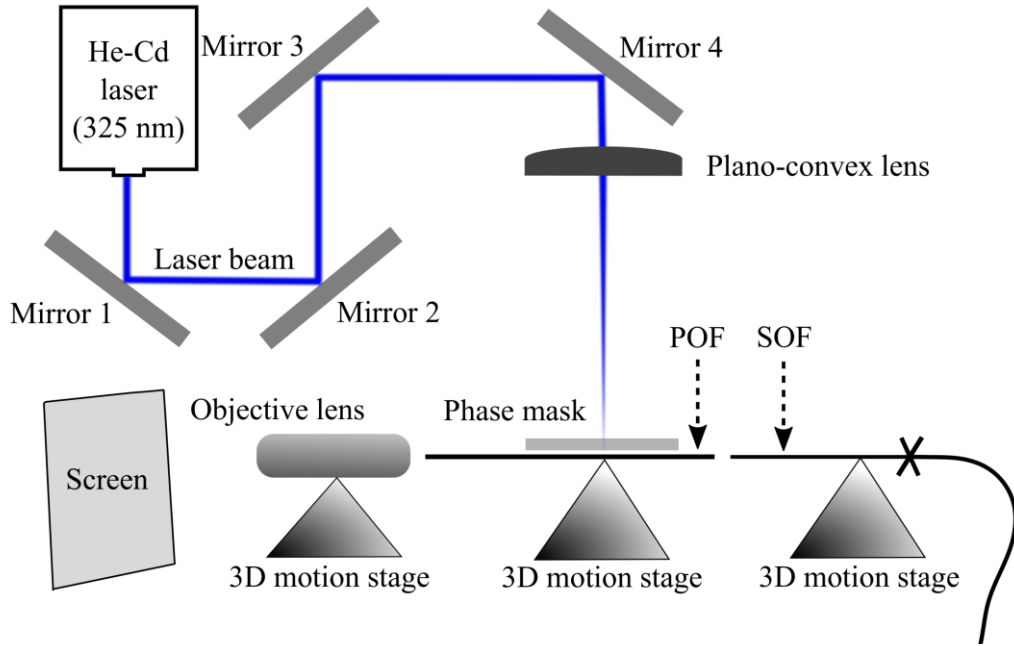 He-Cd
laser
(325 nm)
Mirror 3
Mirror 4
Plano-convex lens
Laser beam
Mirror 1
Mirror 2
POF
SOF
Objective lens
Phase mask
Screen
3D motion stage
3D motion stage
3D motion stage